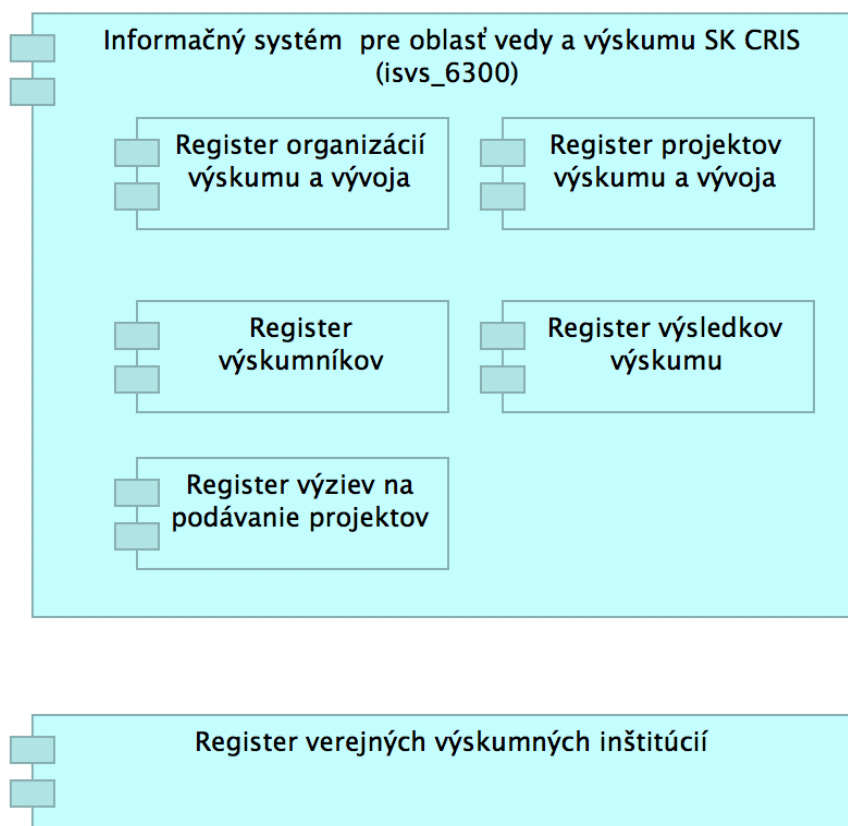 Informačný systém  pre oblasť vedy a výskumu SK CRIS
(isvs_6300)
Register organizácií
výskumu a vývoja
Register projektov
výskumu a vývoja
Register
výskumníkov
Register výsledkov
výskumu
Register výziev na
podávanie projektov
Register verejných výskumných inštitúcií